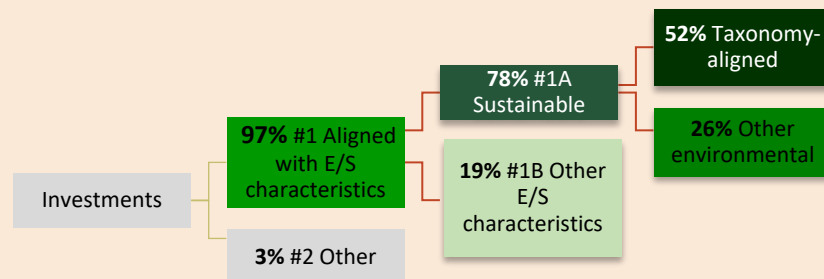 Investments
97% #1 Aligned
with E/S
characteristics
3% #2 Other
78% #1A
Sustainable
19% #1B Other
E/S
characteristics
52% Taxonomy-
aligned
26% Other
environmental